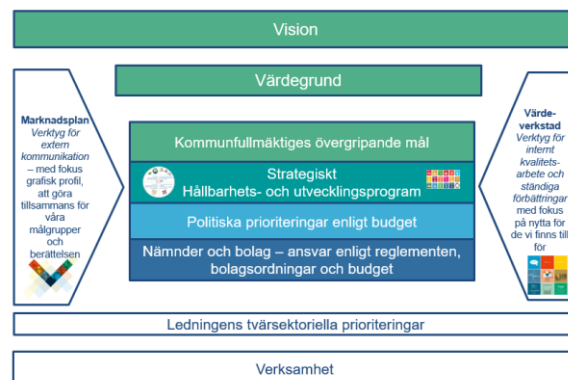 Vision
Värdegrund
Marknadsplan
Verktyg för
extern
kommunikation
– med fokus
grafisk profil,
att göra
tillsammans för
våra
målgrupper
och
berättelsen
Kommunfullmäktiges övergripande mål
Strategiskt
Hållbarhets- och utvecklingsprogram
Politiska prioriteringar enligt budget
Nämnder och bolag – ansvar enligt reglementen,
bolagsordningar och budget
Värde-
verkstad
Verktyg för
internt
kvalitets-
arbete och
ständiga
förbättringar
med fokus
på nytta för
de vi finns till
för
Ledningens tvärsektoriella prioriteringar
Verksamhet